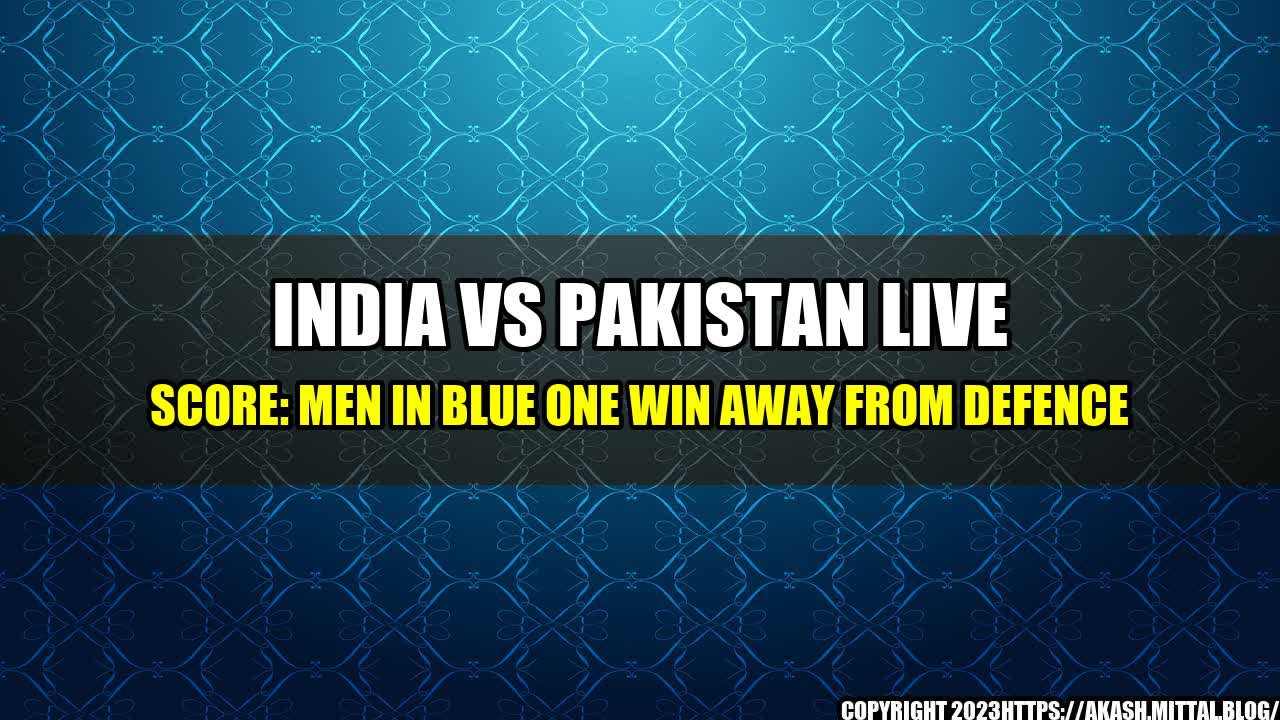 INDIA VS PAKISTAN LIVE
SCORE: MEN IN BLUE ONE WIN AWAY FROM DEFENCE
COPYRIGHT 2023HTTPS://AKASH.MITTAL.BLOG/